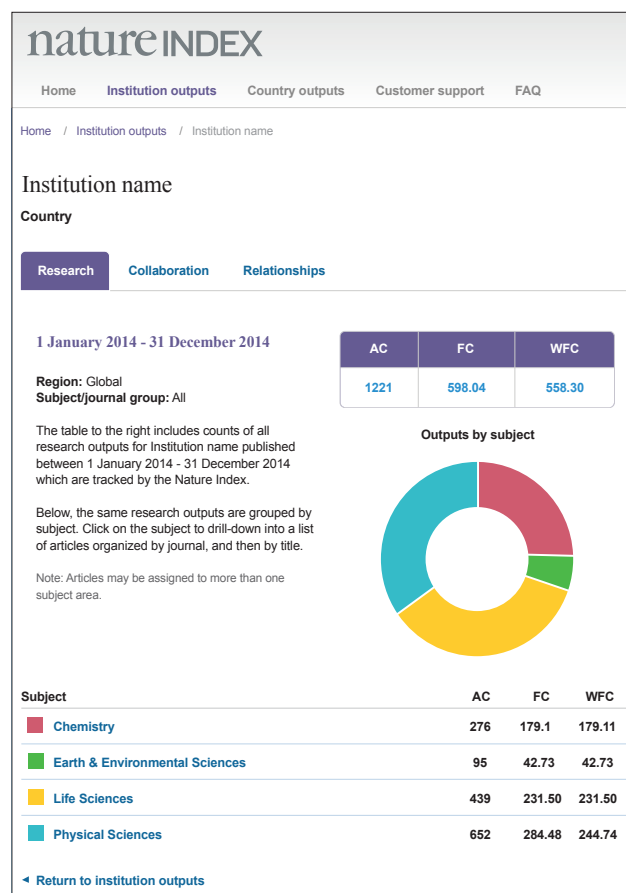 nature INDEX
Home Institution outputs Country outputs Customer support FAQ
Home / Institution outputs / Institution name
Institution name
Country
Research Collaboration Relationships
1 January 2014 - 31 December 2014
Region: Global
Subject/journal group: All
The table to the right includes counts of all
research outputs for Institution name published
between 1 January 2014 - 31 December 2014
which are tracked by the Nature Index.
Below, the same research outputs are grouped by
subject. Click on the subject to drill-down into a list
of articles organized by journal, and then by title.
Note: Articles may be assigned to more than one
subject area.
AC FC WFC
1221 598.04 558.30
Outputs by subject
Subject AC FC WFC
Chemistry 276 179.1 179.11
Earth & Environmental Sciences 95 42.73 42.73
Life Sciences 439 231.50 231.50
Physical Sciences 652 284.48 244.74
◄ Return to institution outputs